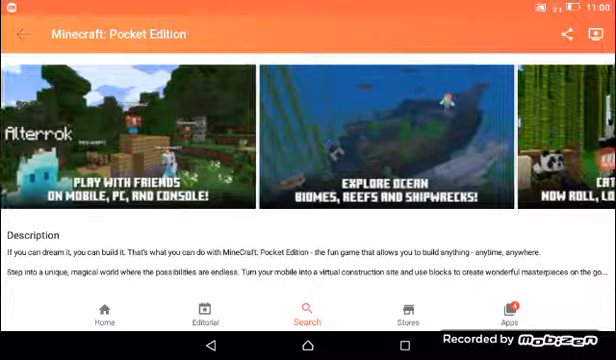 11:00
Minecraft: Pocket Edition
Alterrok
PLAY WITH FRIENDS
ON MOBILE, PC, AND CONSOLE!
EXPLORE OCEAN
BIOMES, REEFS AND SHIPWRECKS!
NOW ROLL, LO
Description
If you can dream it, you can build it. That's what you can do with MineCraft: Pocket Edition - the fun game that allows you to build anything - anytime, anywhere.
Step into a unique, magical world where the possibilities are endless. Turn your mobile into a virtual construction site and use blocks to create wonderful masterpieces on the go...
Home
Editorial
Search
Stores
4
Apps
Recorded by mobizen